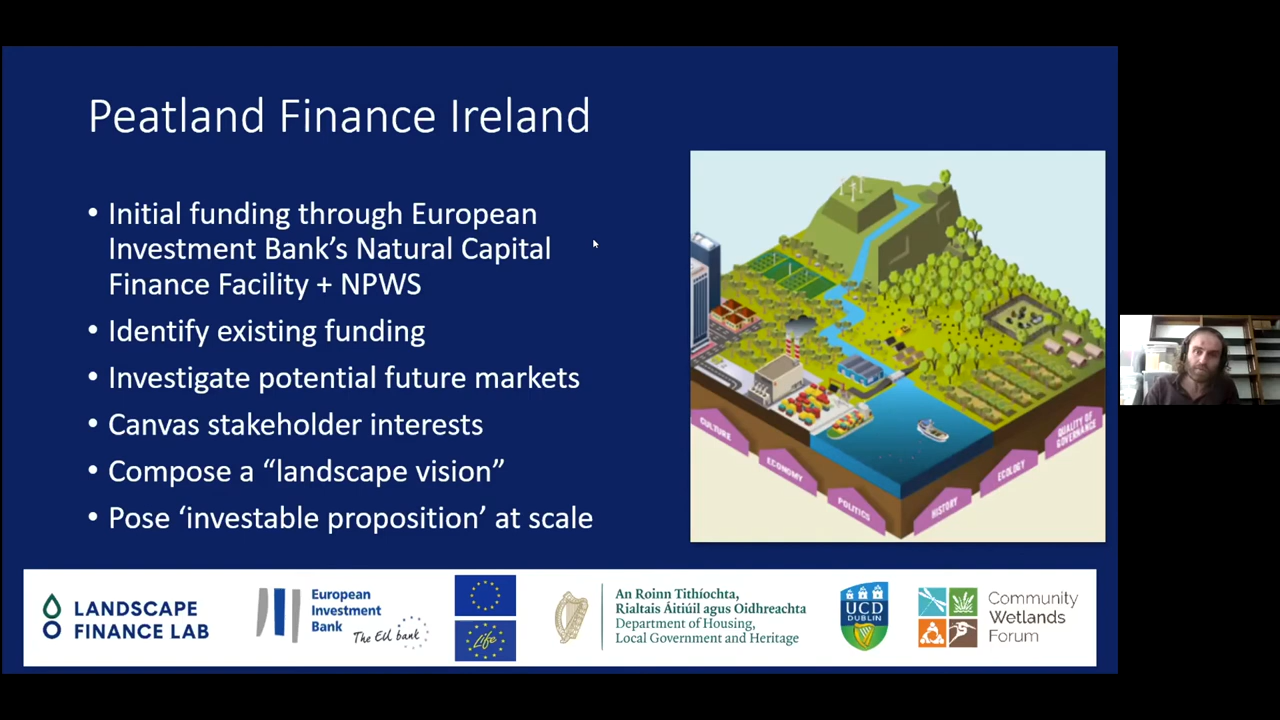 Peatland Finance Ireland
• Initial funding through European
Investment Bank's Natural Capital
Finance Facility + NPWS
• Identify existing funding
• Investigate potential future markets
• Canvas stakeholder interests
• Compose a “landscape vision”
• Pose ‘investable proposition’ at scale
CULTURE
ECONOMY
POLITICS
HISTORY
ECOLOGY
QUALITY OF
GOVERNANCE
LANDSCAPE
FINANCE LAB
European
Investment
Bank
The EU bank
Life
An Roinn Tithíochta,
Rialtais Áitiúil agus Oidhreachta
Department of Housing,
Local Government and Heritage
UCD
DUBLIN
Community
Wetlands
Forum